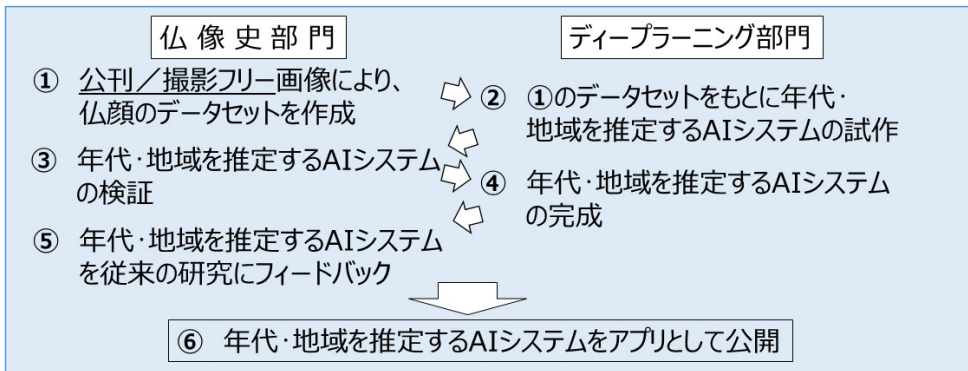 仏像史部門
ディープラーニング部門
① 公刊／撮影フリー画像により、
仏顔のデータセットを作成
② ①のデータセットをもとに年代・
地域を推定するAIシステムの試作
③ 年代・地域を推定するAIシステム
の検証
④ 年代・地域を推定するAIシステム
の完成
⑤ 年代・地域を推定するAIシステム
を従来の研究にフィードバック
⑥ 年代・地域を推定するAIシステムをアプリとして公開